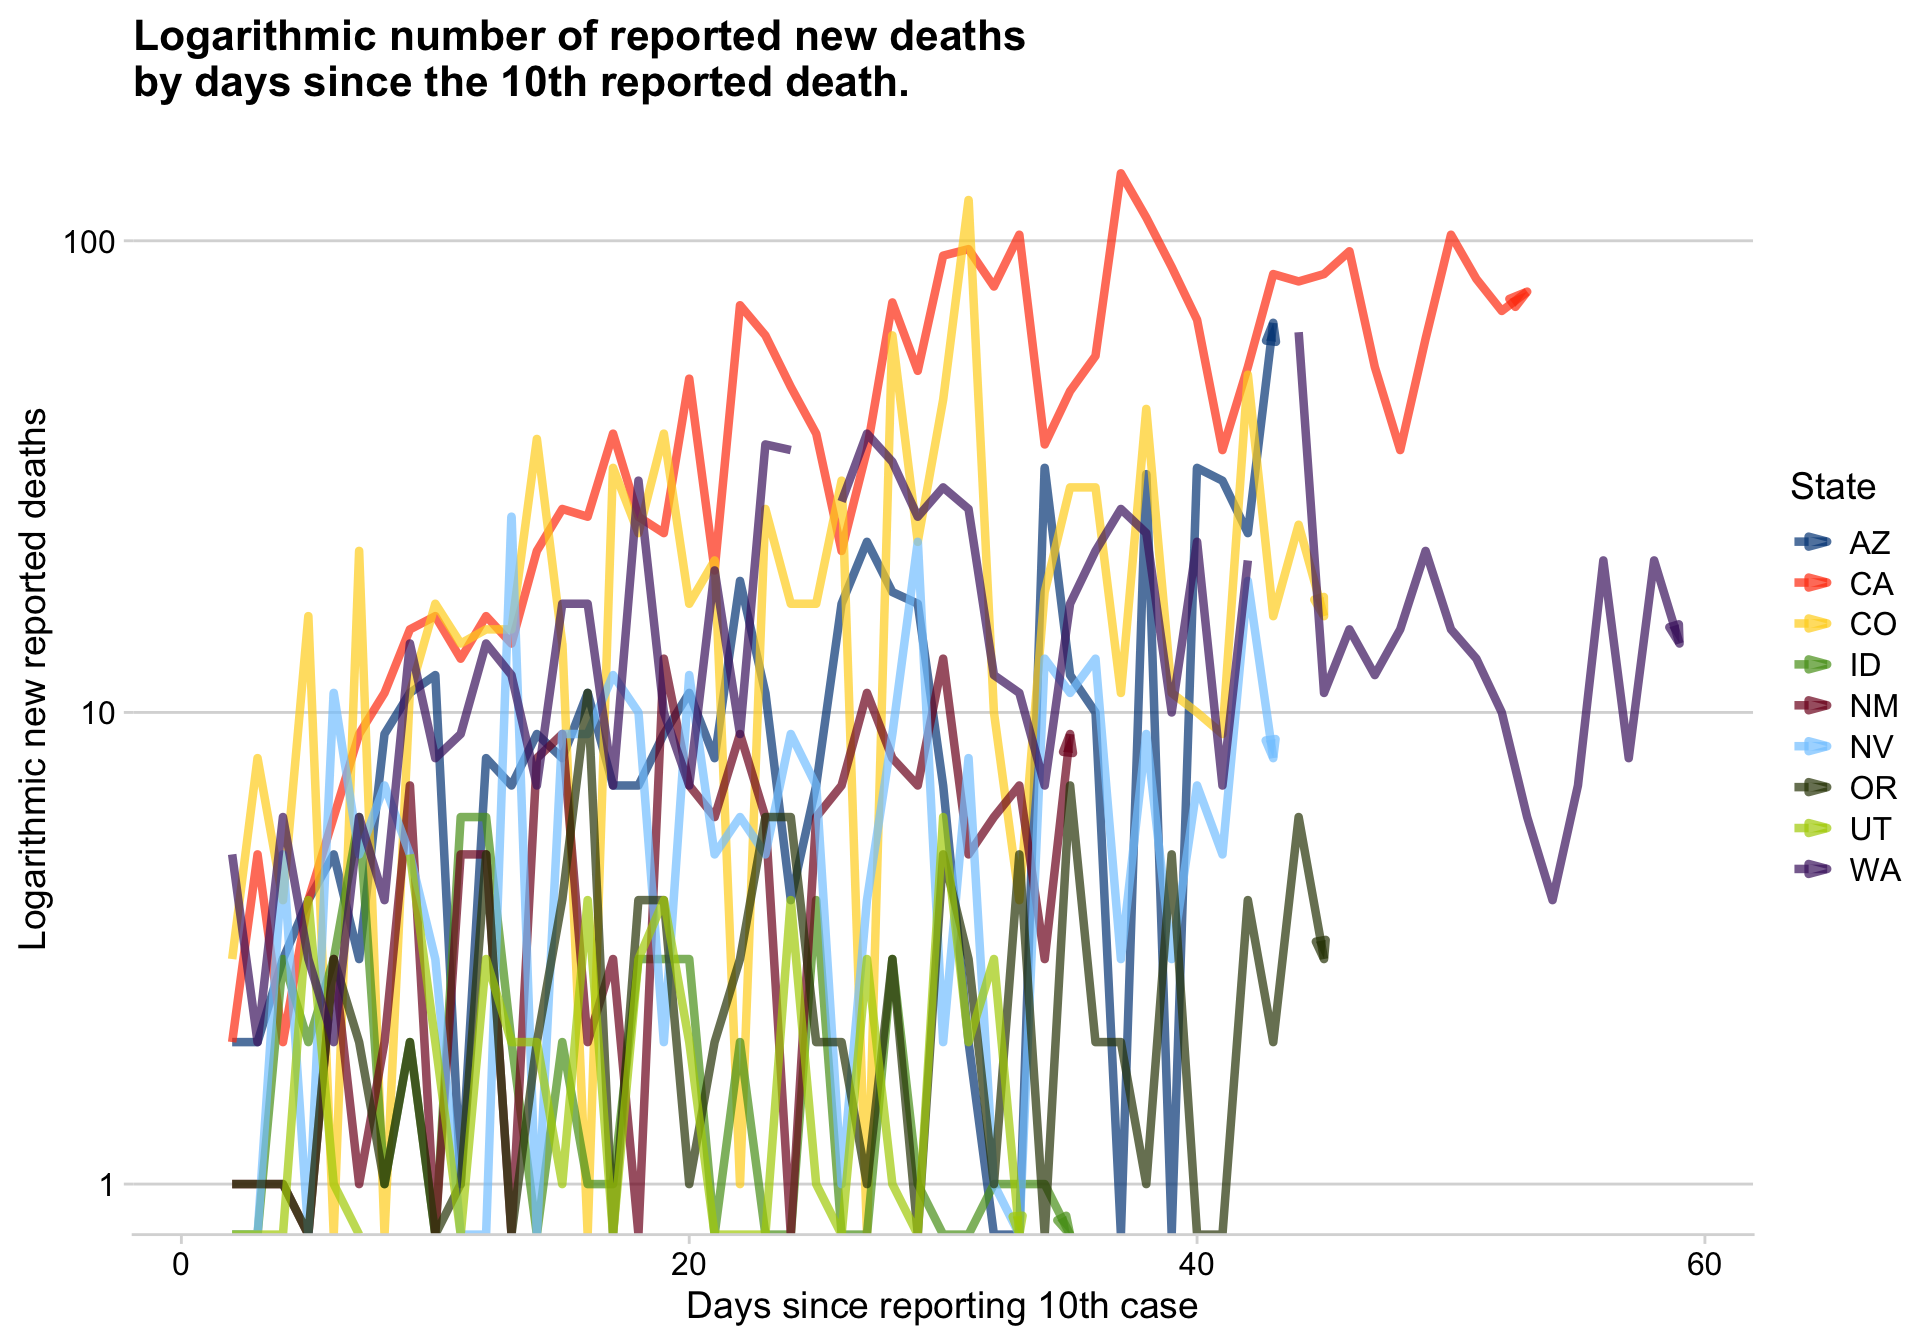 Logarithmic number of reported new deaths
by days since the 10th reported death.
100
10
1
Logarithmic new reported deaths
0
20
40
60
Days since reporting 10th case
State
AZ
CA
CO
ID
NM
NV
OR
UT
WA